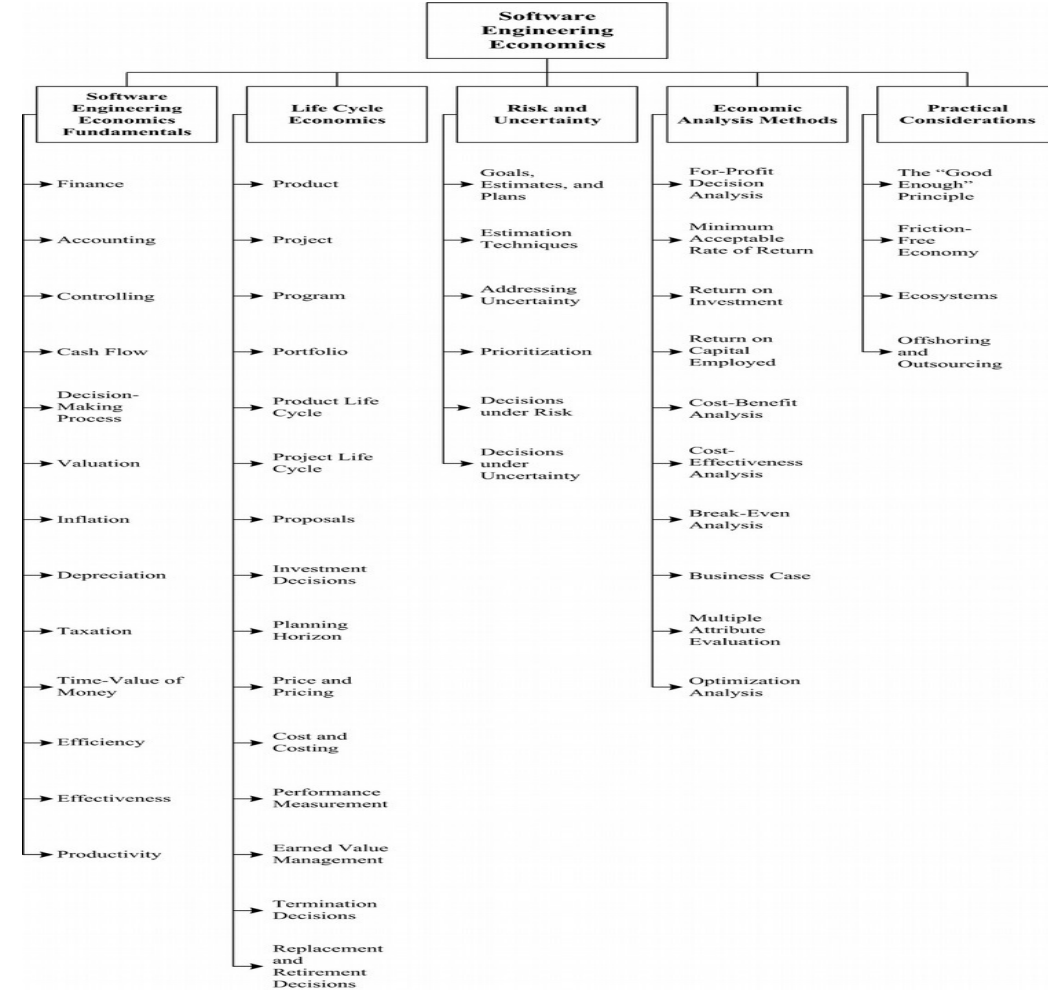 Software
Engineering
Economics
Software
Engineering
Economics
Fundamentals
Finance
Accounting
Controlling
Cash Flow
Decision-
Making
Process
Valuation
Inflation
Depreciation
Taxation
Time-Value of
Money
Efficiency
Effectiveness
Productivity
Life Cycle
Economics
Product
Project
Program
Portfolio
Product Life
Cycle
Project Life
Cycle
Proposals
Investment
Decisions
Planning
Horizon
Price and
Pricing
Cost and
Costing
Performance
Measurement
Earned Value
Management
Termination
Decisions
Replacement
and
Retirement
Decisions
Risk and
Uncertainty
Goals,
Estimates, and
Plans
Estimation
Techniques
Addressing
Uncertainty
Prioritization
Decisions
under Risk
Decisions
under
Uncertainty
Economic
Analysis Methods
For-Profit
Decision
Analysis
Minimum
Acceptable
Rate of Return
Return on
Investment
Return on
Capital
Employed
Cost-Benefit
Analysis
Cost-
Effectiveness
Analysis
Break-Even
Analysis
Business Case
Multiple
Attribute
Evaluation
Optimization
Analysis
Practical
Considerations
The “Good
Enough”
Principle
Friction-
Free
Economy
Ecosystems
Offshoring
and
Outsourcing